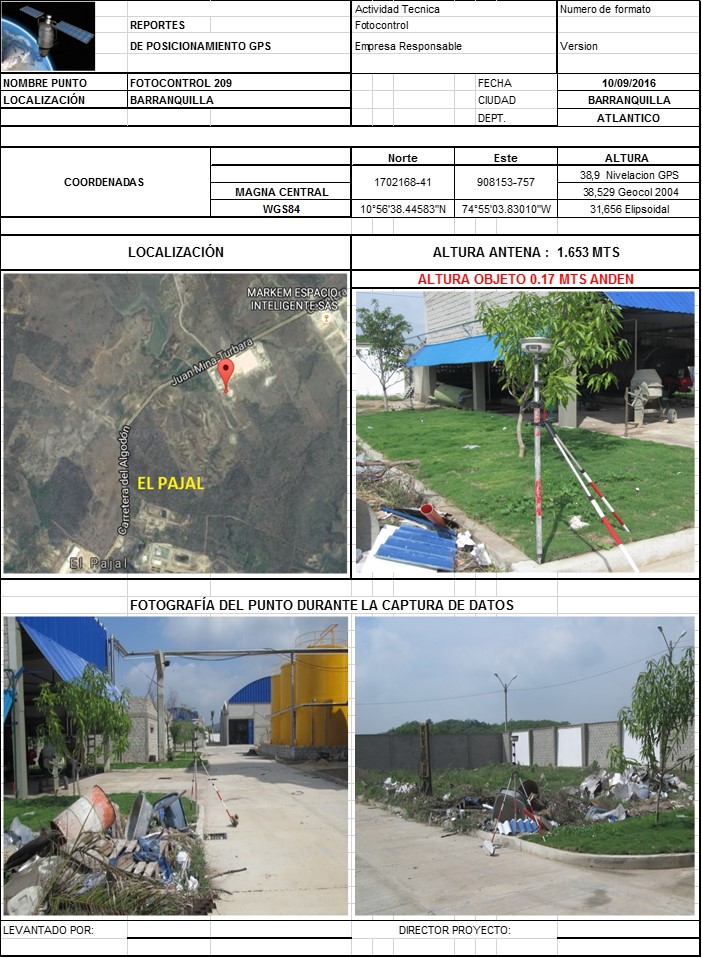 Actividad Tecnica
Numero de formato
REPORTES
Fotocontrol
DE POSICIONAMIENTO GPS
Empresa Responsable
Version
NOMBRE PUNTO
FOTOCONTROL 209
FECHA
10/09/2016
LOCALIZACIÓN
BARRANQUILLA
CIUDAD
BARRANQUILLA
DEPT.
ATLANTICO
COORDENADAS
Norte
Este
ALTURA
MAGNA CENTRAL
1702168-41
908153-757
38,9 Nivelacion GPS
38,529 Geocol 2004
WGS84
10°56'38.44583"N
74°55'03.83010"W
31,656 Elipsoidal
LOCALIZACIÓN
ALTURA ANTENA : 1.653 MTS
ALTURA OBJETO 0.17 MTS ANDEN
MARKEM ESPACIO
INTELIGENTE SAS
Juan Mina-Turbara
Carretera del Algodón
EL PAJAL
El Pajal
FOTOGRAFÍA DEL PUNTO DURANTE LA CAPTURA DE DATOS
LEVANTADO POR:
DIRECTOR PROYECTO: